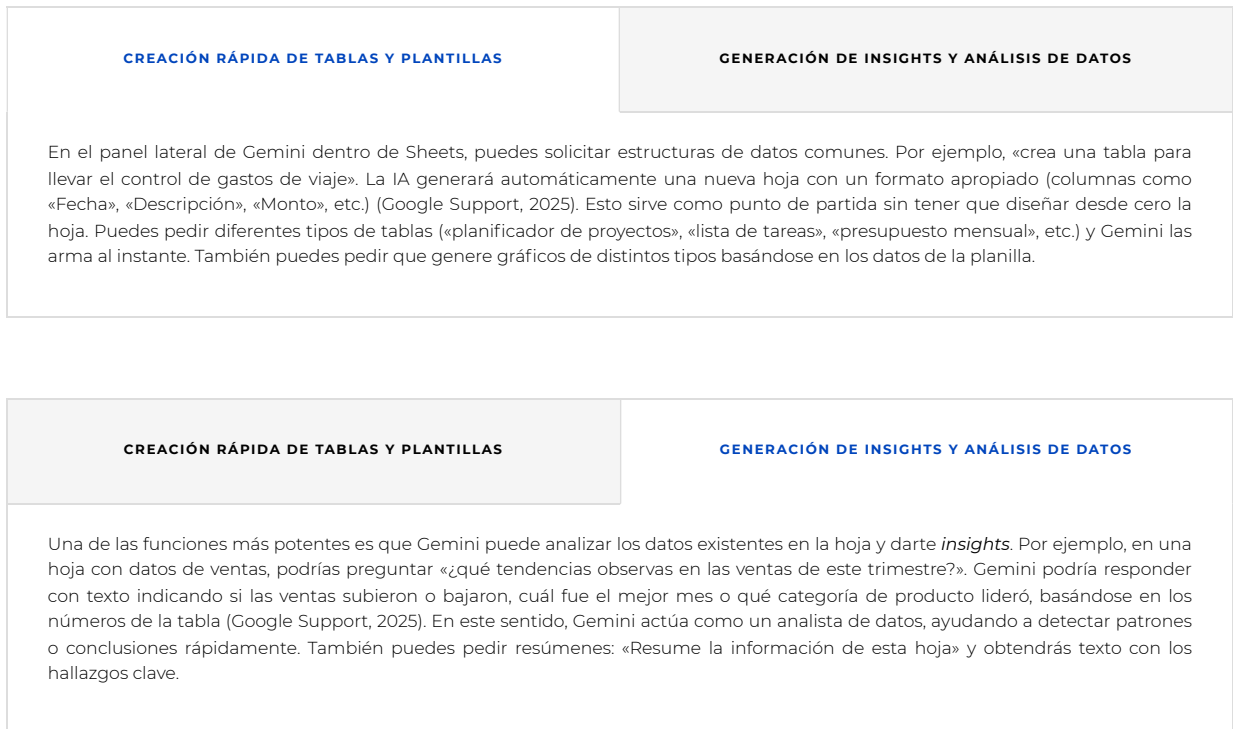 CREACIÓN RÁPIDA DE TABLAS Y PLANTILLAS
GENERACIÓN DE INSIGHTS Y ANÁLISIS DE DATOS
En el panel lateral de Gemini dentro de Sheets, puedes solicitar estructuras de datos comunes. Por ejemplo, «crea una tabla para
llevar el control de gastos de viaje». La IA generará automáticamente una nueva hoja con un formato apropiado (columnas como
«Fecha», «Descripción», «Monto», etc.) (Google Support, 2025). Esto sirve como punto de partida sin tener que diseñar desde cero la
hoja. Puedes pedir diferentes tipos de tablas («planificador de proyectos», «lista de tareas», «presupuesto mensual», etc.) y Gemini las
arma al instante. También puedes pedir que genere gráficos de distintos tipos basándose en los datos de la planilla.
CREACIÓN RÁPIDA DE TABLAS Y PLANTILLAS
GENERACIÓN DE INSIGHTS Y ANÁLISIS DE DATOS
Una de las funciones más potentes es que Gemini puede analizar los datos existentes en la hoja y darte insights. Por ejemplo, en una
hoja con datos de ventas, podrías preguntar «¿qué tendencias observas en las ventas de este trimestre?». Gemini podría responder
con texto indicando si las ventas subieron o bajaron, cuál fue el mejor mes o qué categoría de producto lideró, basándose en los
números de la tabla (Google Support, 2025). En este sentido, Gemini actúa como un analista de datos, ayudando a detectar patrones
o conclusiones rápidamente. También puedes pedir resúmenes: «Resume la información de esta hoja» y obtendrás texto con los
hallazgos clave.